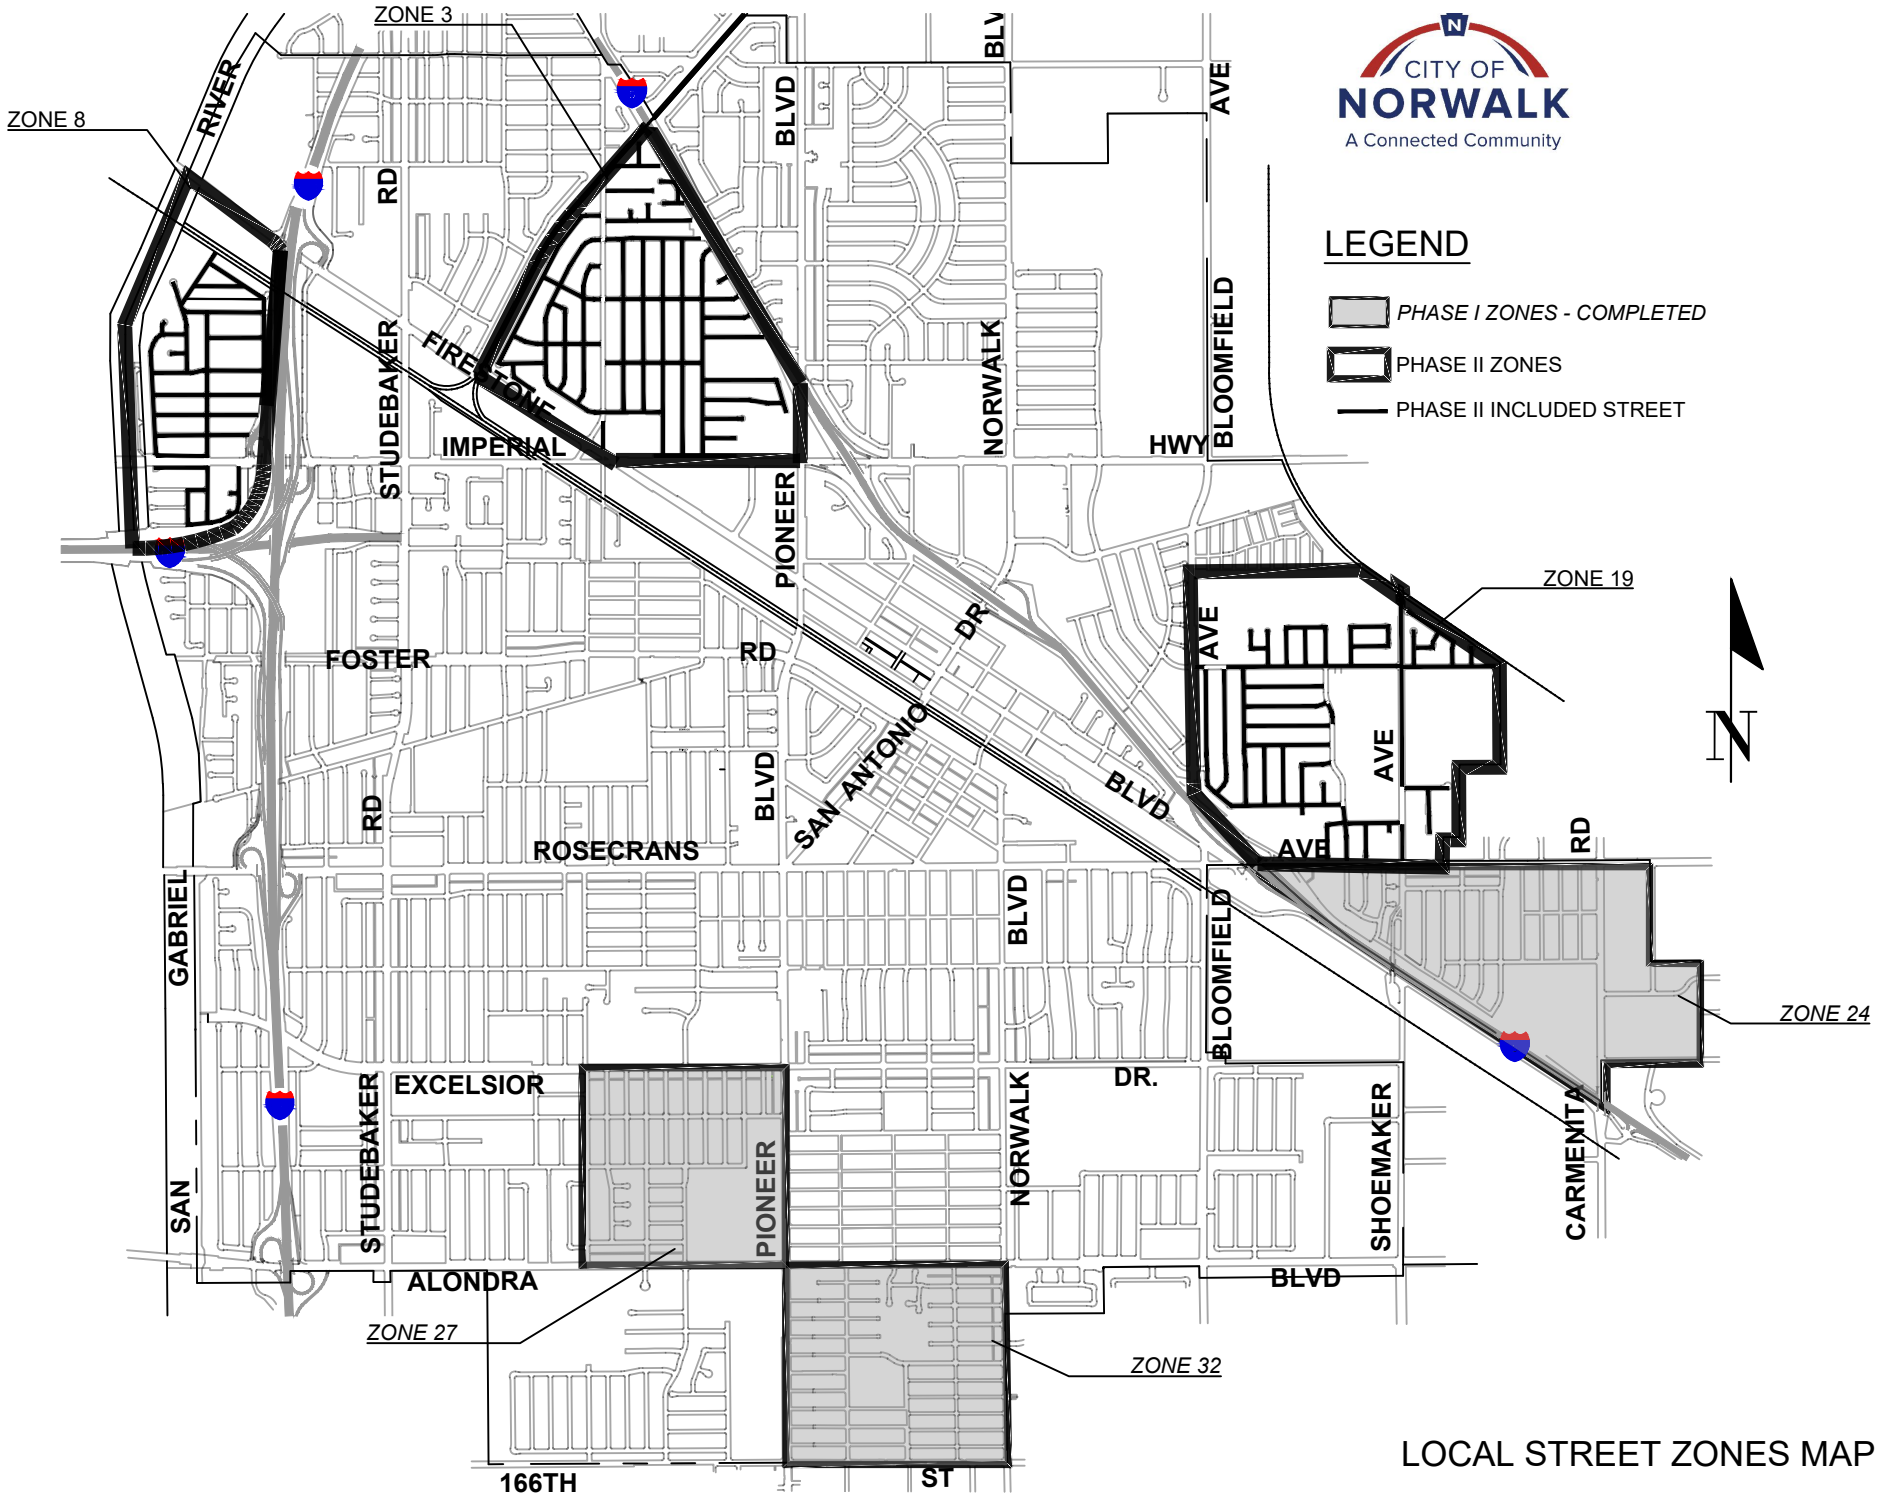 ZONE 3
BLV
N
CITY OF
NORWALK
A Connected Community
RIVER
BLVD
AVE
ZONE 8
5
RD
LEGEND
PHASE I ZONES - COMPLETED
PHASE II ZONES
PHASE II INCLUDED STREET
STUDEBAKER
FIRESTONE
NORWALK
BLOOMFIELD
IMPERIAL
HWY
PIONEER
ZONE 19
DR
AVE
FOSTER
RD
N
SAN ANTONIO
AVE
RD
BLVD
BLVD
ROSECRANS
AVE
RD
GABRIEL
BLVD
BLOOMFIELD
ZONE 24
EXCELSIOR
DR.
STUDEBAKER
NORWALK
SHOEMAKER
CARMENITA
PIONEER
SAN
ALONDRA
BLVD
ZONE 27
ZONE 32
166TH
ST
LOCAL STREET ZONES MAP